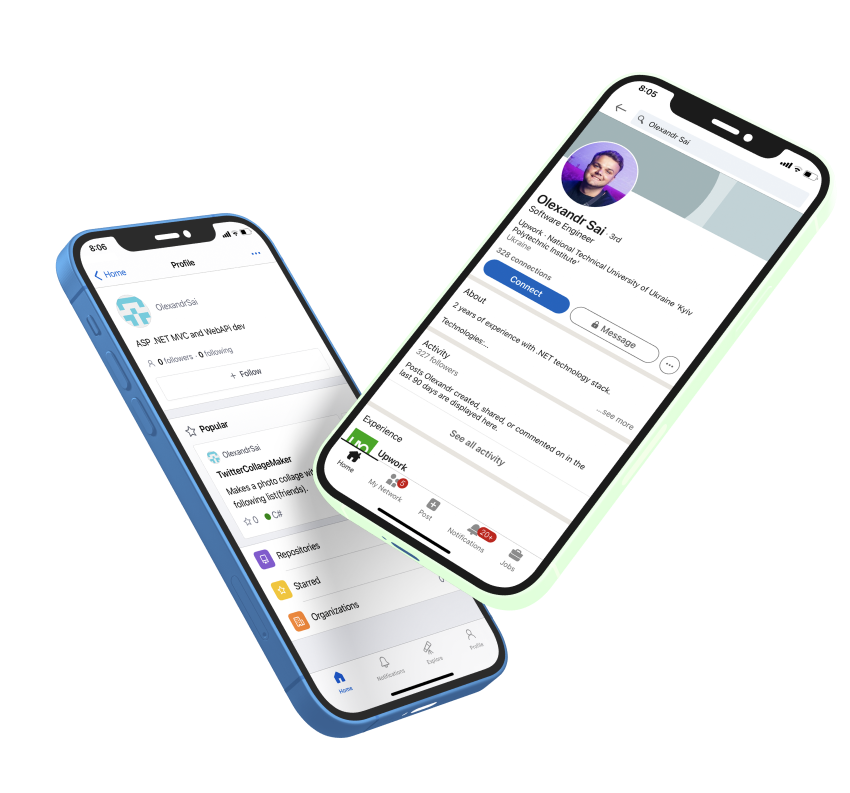 8:06
Home
Profile
OlexandrSai
ASP .NET MVC and WebAPi dev
0 followers · 0 following
+ Follow
Popular
OlexandrSai
TwitterCollageMaker
Makes a photo collage
following list(friends).
0 C#
Repositories
Starred
Organizations
Home
Notifications
Explore
Profile
8:05
Olexandr Sai
Olexandr Sai · 3rd
Software Engineer
Upwork · National Technical University of Ukraine 'Kyiv
Polytechnic Institute'
Ukraine
328 connections
Connect
Message
About
2 years of experience with .NET technology stack.
Technologies:...
...see more
Activity
327 followers
Posts Olexandr created, shared, or commented on in the
last 90 days are displayed here.
See all activity
Experience
Upwork
Home
My Network
5
Post
Notifications
20+
Jobs